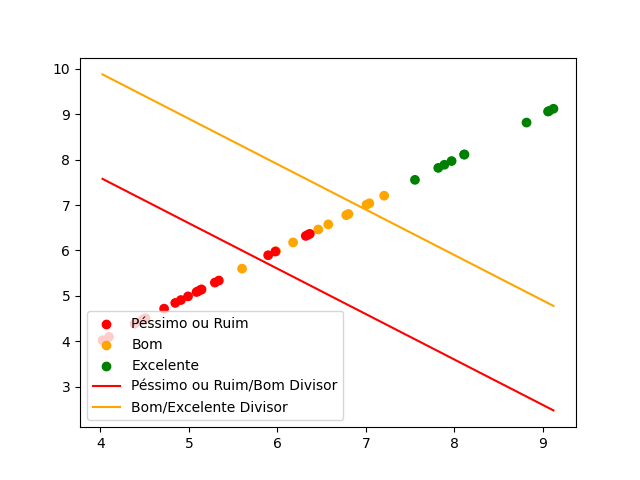 10
9
8
7
6
5
4
3
Péssimo ou Ruim
Bom
Excelente
Péssimo ou Ruim/Bom Divisor
Bom/Excelente Divisor
4 5 6 7 8 9